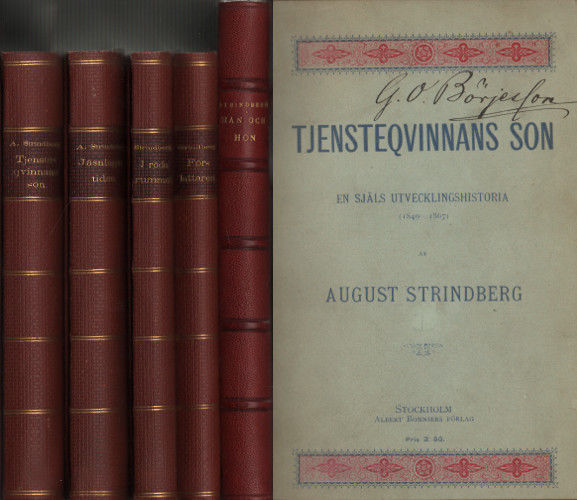 A. Strindberg
Tjenste-
qvinnans
son
A. Strindberg
Jäsnings-
tiden
Strindberg
I röda
rummet
Strindberg
För-
fattaren
STRINDBERG
HAN OCH
HON
G. O. Börjesson
TJENSTEQVINNANS SON
EN SJÄLS UTVECKLINGSHISTORIA
(1849–1867)
AF
AUGUST STRINDBERG
STOCKHOLM
ALBERT BONNIERS FÖRLAG
Pris 3: 50.